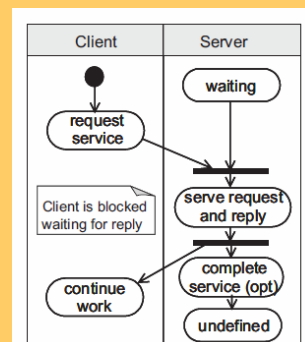 Client
Server
waiting
request
service
Client is blocked
waiting for reply
serve request
and reply
continue
work
complete
service (opt)
undefined